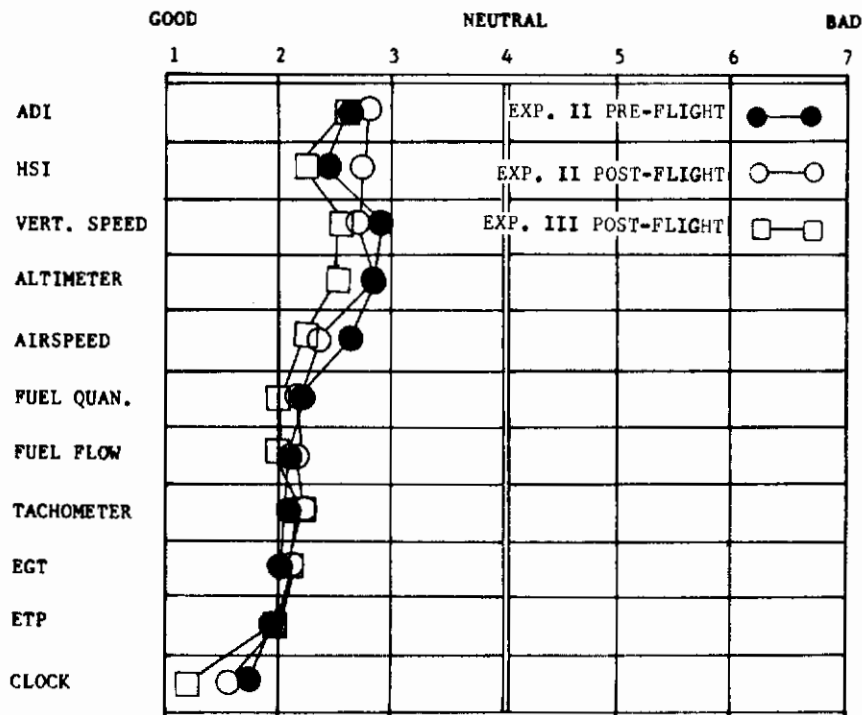 GOOD NEUTRAL BAD
1 2 3 4 5 6 7
ADI
EXP. II PRE-FLIGHT
HSI
EXP. II POST-FLIGHT
VERT. SPEED
EXP. III POST-FLIGHT
ALTIMETER
AIRSPEED
FUEL QUAN.
FUEL FLOW
TACHOMETER
EGT
ETP
CLOCK